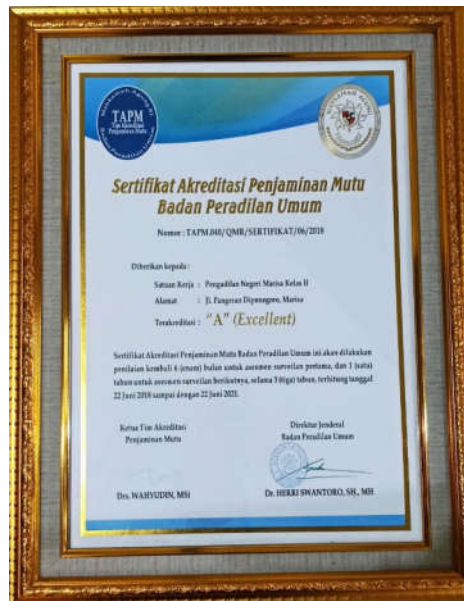 TAPM
Tim Akreditasi
Penjaminan Mutu
Sertifikat Akreditasi Penjaminan Mutu
Badan Peradilan Umum
Nomor : TAPM.040/QMR/SERTIFIKAT/06/2018
Diberikan kepada :
Satuan Kerja : Pengadilan Negeri Marisa Kelas II
Alamat : Jl. Pangeran Diponegoro, Marisa
Terakreditasi : "A" (Excellent)
Sertifikat Akreditasi Penjaminan Mutu Badan Peradilan Umum ini akan dilakukan
penilaian kembali 6 (enam) bulan untuk asesmen surveilan pertama, dan 1 (satu)
tahun untuk asesmen surveilan berikutnya, selama 3 (tiga) tahun, terhitung tanggal
22 Juni 2018 sampai dengan 22 Juni 2021.
Ketua Tim Akreditasi
Penjaminan Mutu
Direktur Jenderal
Badan Peradilan Umum
Drs. WAHYUDIN, MSi
Dr. HERRI SWANTORO, SH., MH